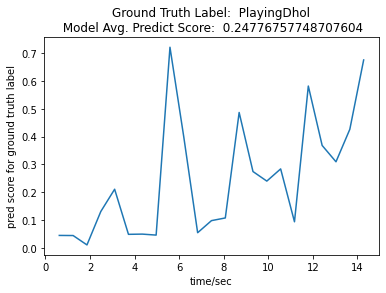 Ground Truth Label:  PlayingDhol
Model Avg. Predict Score:  0.24776757748707604
pred score for ground truth label
0.7
0.6
0.5
0.4
0.3
0.2
0.1
0.0
0 2 4 6 8 10 12 14
time/sec